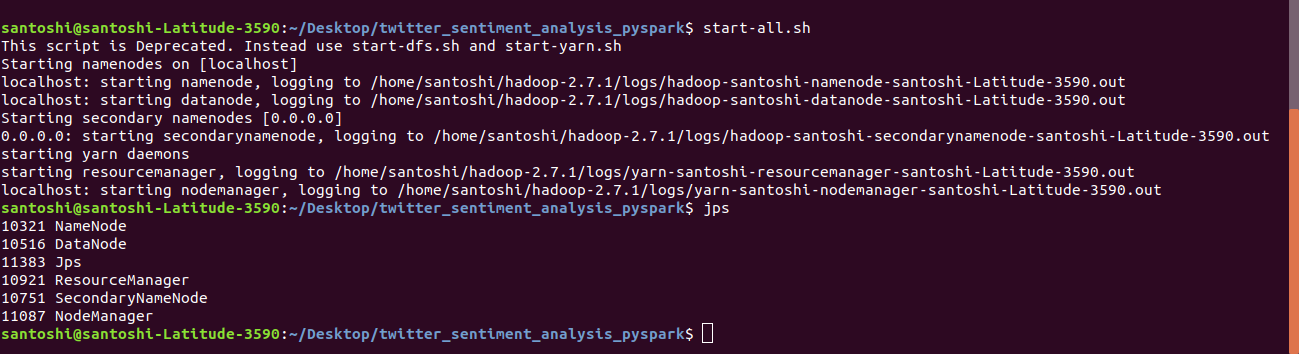 santoshi@santoshi-Latitude-3590:~/Desktop/twitter_sentiment_analysis_pyspark$ start-all.sh
This script is Deprecated. Instead use start-dfs.sh and start-yarn.sh
Starting namenodes on [localhost]
localhost: starting namenode, logging to /home/santoshi/hadoop-2.7.1/logs/hadoop-santoshi-namenode-santoshi-Latitude-3590.out
localhost: starting datanode, logging to /home/santoshi/hadoop-2.7.1/logs/hadoop-santoshi-datanode-santoshi-Latitude-3590.out
Starting secondary namenodes [0.0.0.0]
0.0.0.0: starting secondarynamenode, logging to /home/santoshi/hadoop-2.7.1/logs/hadoop-santoshi-secondarynamenode-santoshi-Latitude-3590.out
starting yarn daemons
starting resourcemanager, logging to /home/santoshi/hadoop-2.7.1/logs/yarn-santoshi-resourcemanager-santoshi-Latitude-3590.out
localhost: starting nodemanager, logging to /home/santoshi/hadoop-2.7.1/logs/yarn-santoshi-nodemanager-santoshi-Latitude-3590.out
santoshi@santoshi-Latitude-3590:~/Desktop/twitter_sentiment_analysis_pyspark$ jps
10321 NameNode
10516 DataNode
11383 Jps
10921 ResourceManager
10751 SecondaryNameNode
11087 NodeManager
santoshi@santoshi-Latitude-3590:~/Desktop/twitter_sentiment_analysis_pyspark$